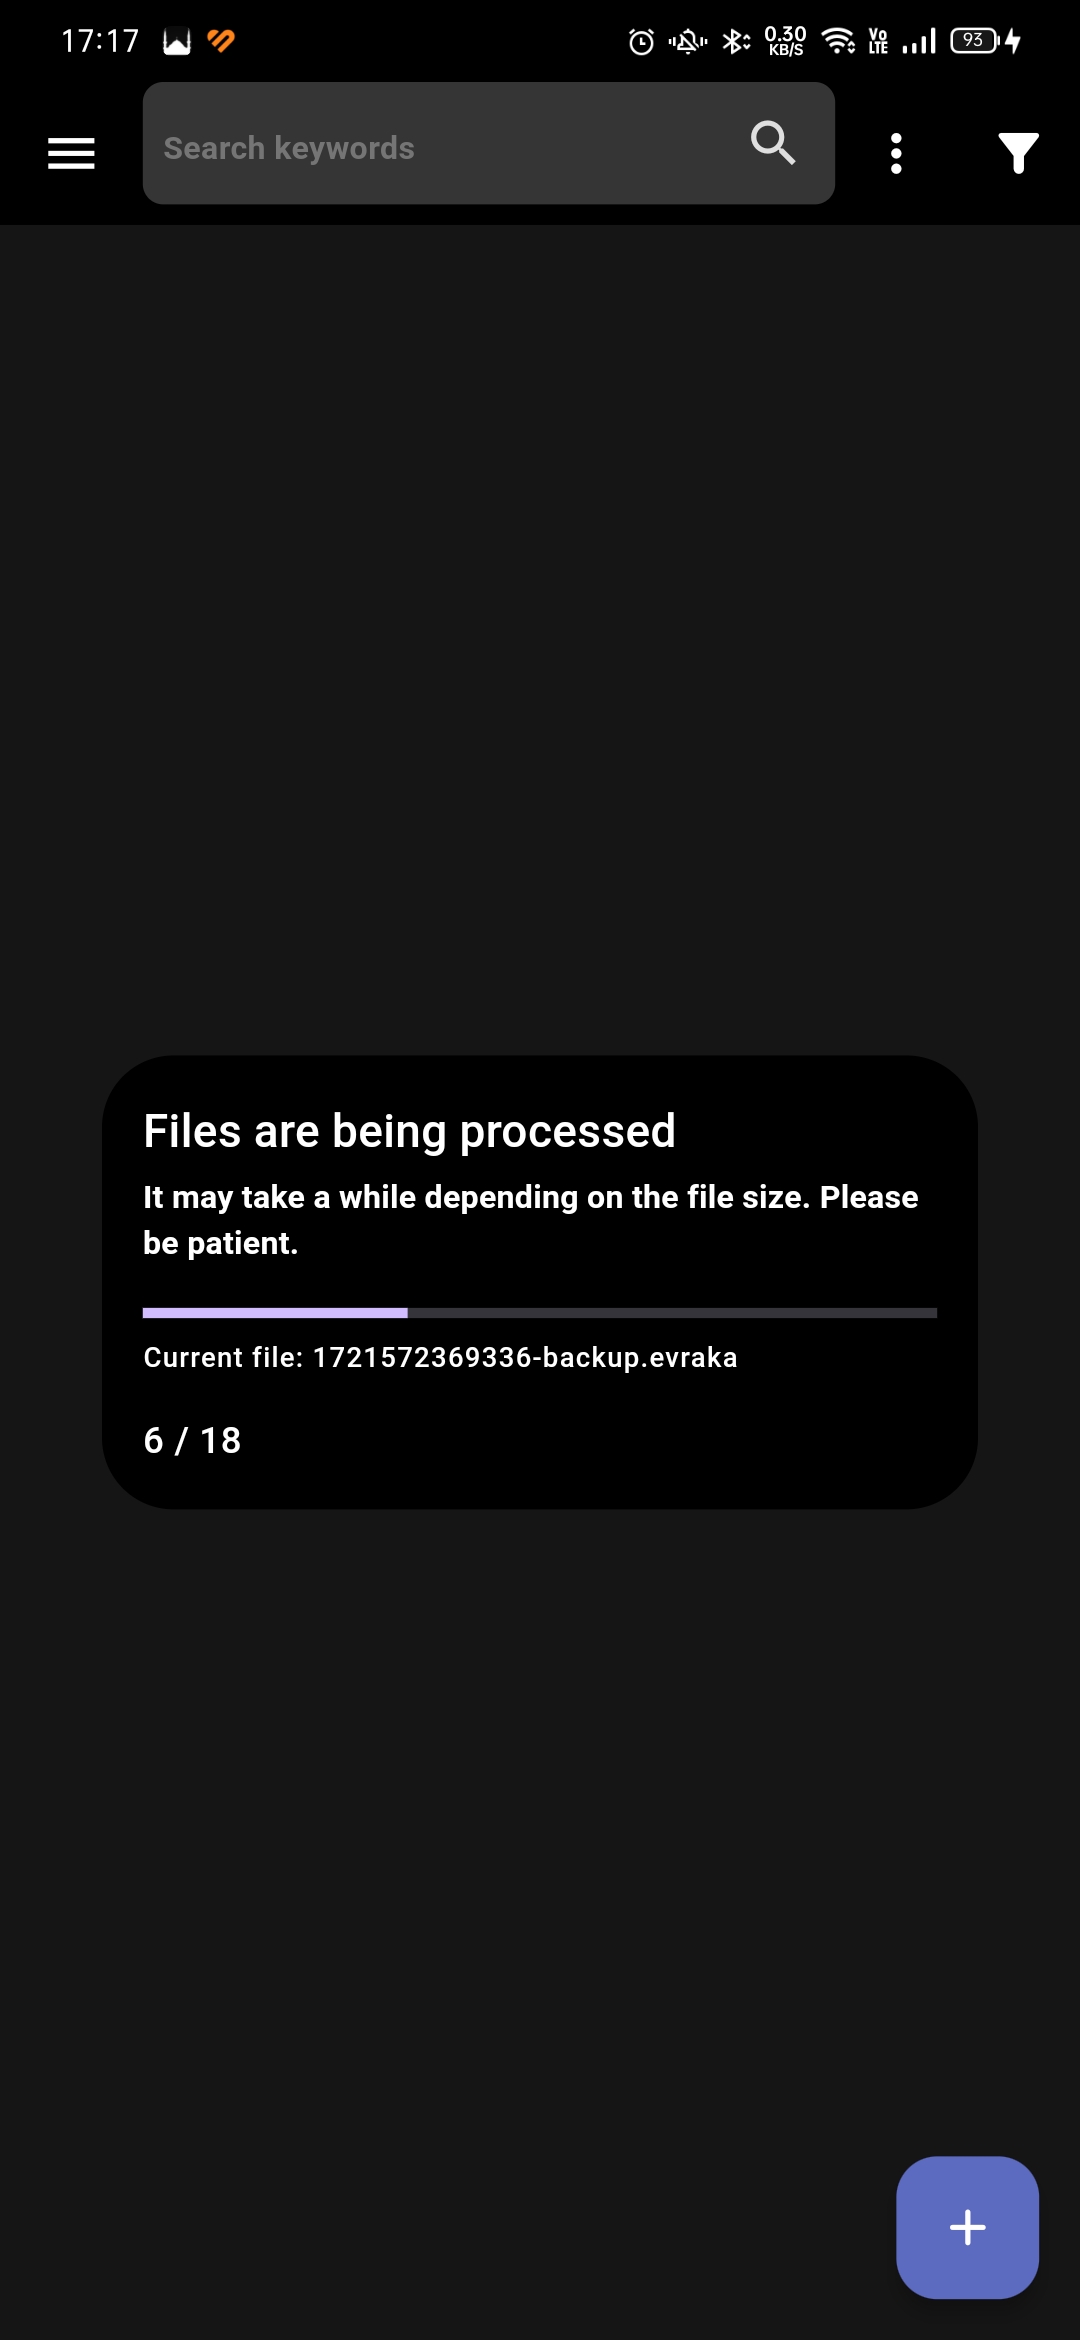 17:17
0.30
KB/S
Vo
LTE
93
Search keywords
Files are being processed
It may take a while depending on the file size. Please
be patient.
Current file: 1721572369336-backup.evraka
6 / 18